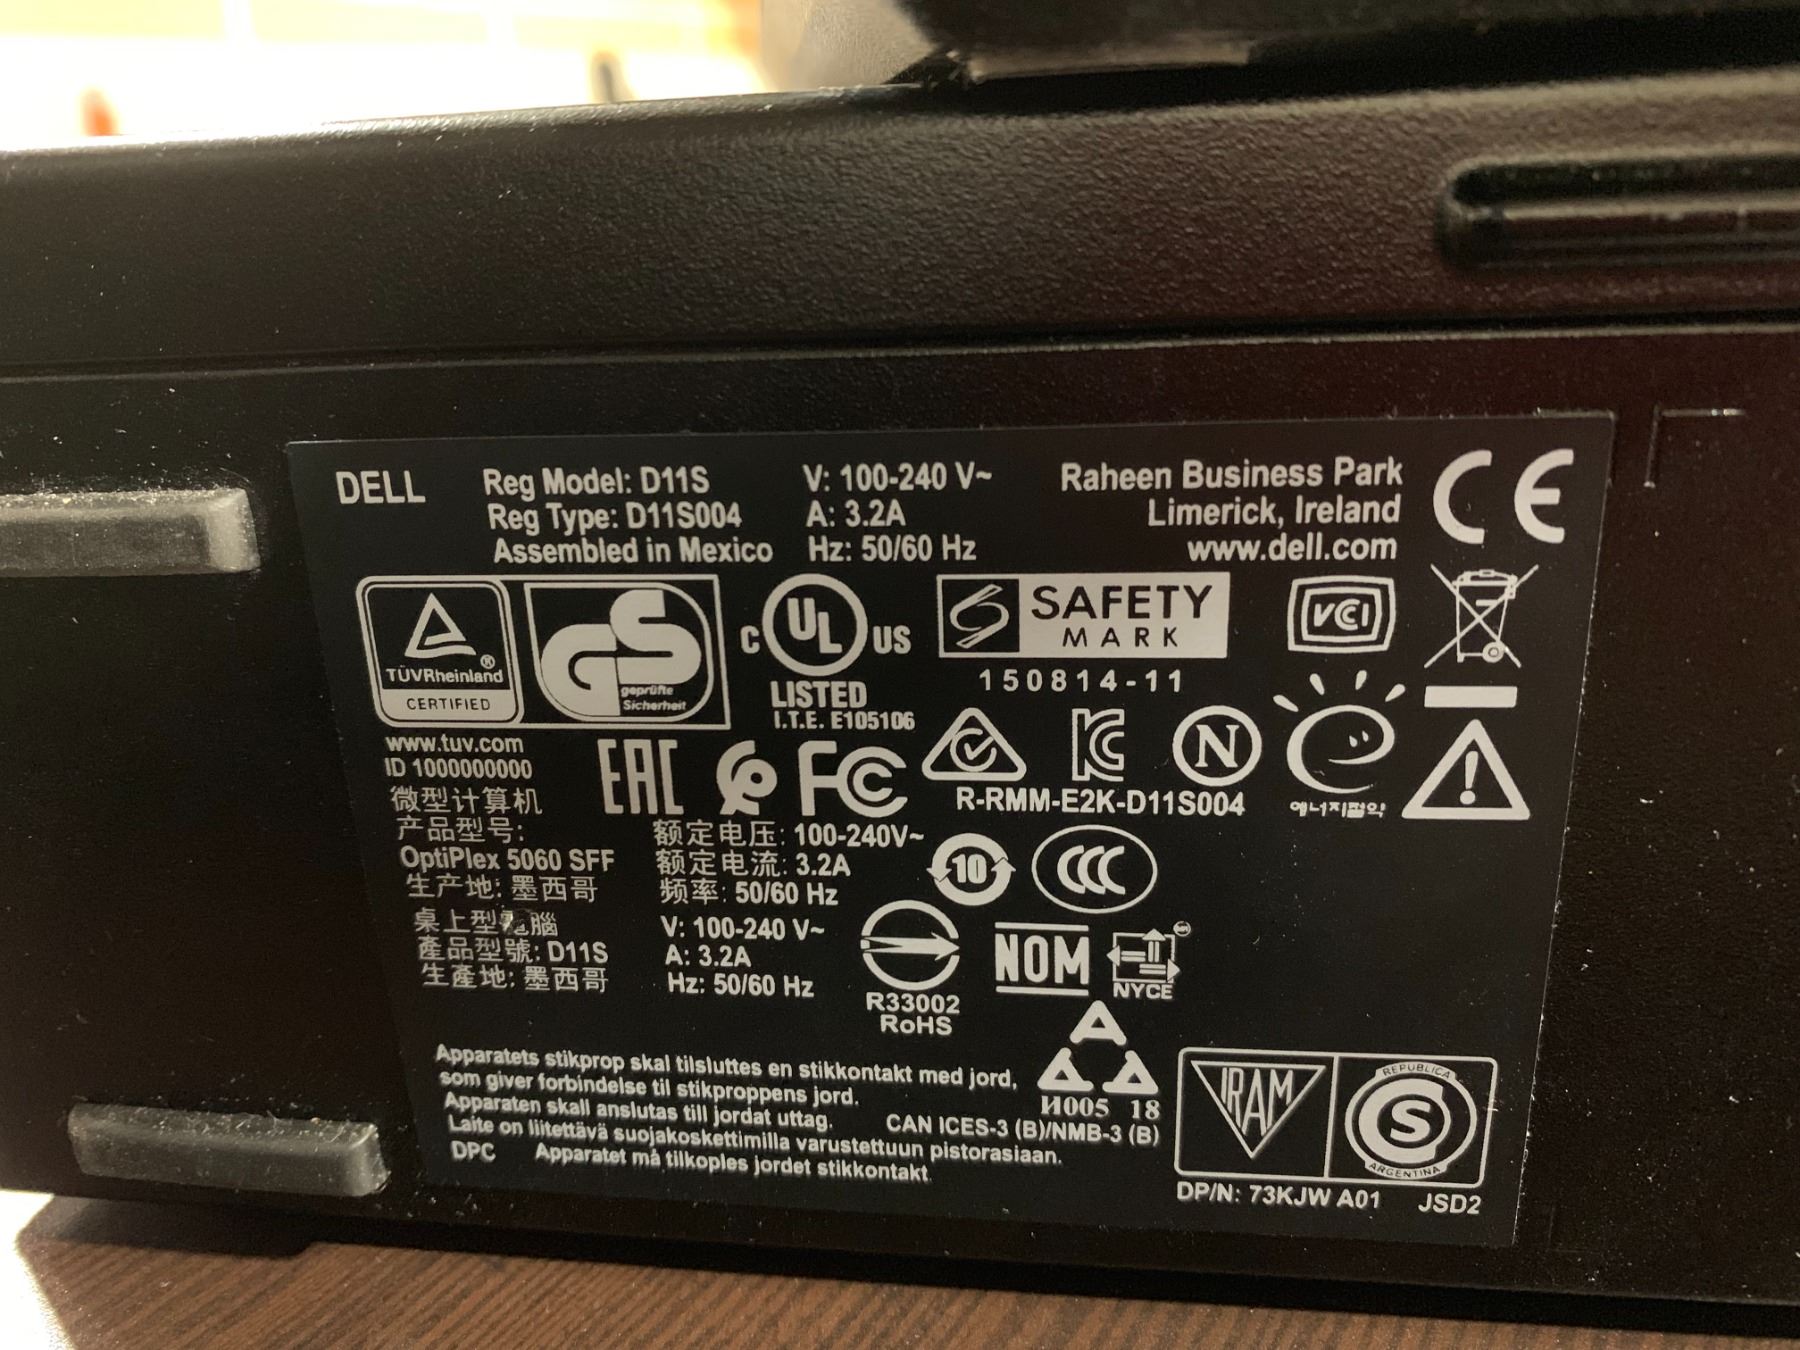 DELL
Reg Model: D11S
Reg Type: D11S004
Assembled in Mexico
V: 100-240 V~
A: 3.2A
Hz: 50/60 Hz
Raheen Business Park
Limerick, Ireland
www.dell.com
CE
TÜVRheinland®
CERTIFIED
GS
geprüfte
Sicherheit
C UL US
LISTED
I.T.E. E105106
SAFETY
MARK
150814-11
VCI
www.tuv.com
ID 1000000000
EAC
FC
KC
N
R-RMM-E2K-D11S004
에너지절약
微型计算机
产品型号:
OptiPlex 5060 SFF
生产地: 墨西哥
额定电压: 100-240V~
额定电流: 3.2A
频率: 50/60 Hz
10
CCC
桌上型電腦
產品型號: D11S
生產地: 墨西哥
V: 100-240 V~
A: 3.2A
Hz: 50/60 Hz
R33002
RoHS
NOM
NYCE
Apparatets stikprop skal tilsluttes en stikkontakt med jord,
som giver forbindelse til stikproppens jord.
Apparaten skall anslutas till jordat uttag.
Laite on liitettävä suojakoskettimilla varustettuun pistorasiaan.
DPC Apparatet må tilkoples jordet stikkontakt
CAN ICES-3 (B)/NMB-3 (B)
И005 18
IRAM
REPUBLICA
S
ARGENTINA
DP/N: 73KJW A01 JSD2